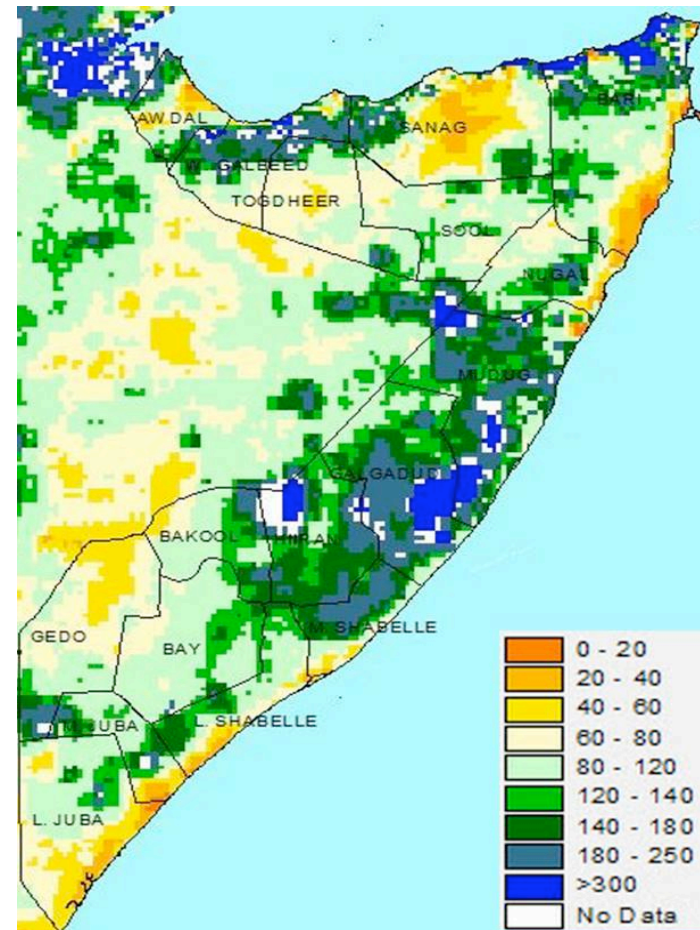 AWDAL
SANAG
BARI
W. GALBEED
TOGDHEER
SOOL
NUGAL
MUDUG
GALGADUD
BAKOOL
HIIRAN
GEDO
BAY
M. SHABELLE
M. JUBA
L. SHABELLE
L. JUBA
0 - 20
20 - 40
40 - 60
60 - 80
80 - 120
120 - 140
140 - 180
180 - 250
>300
No Data